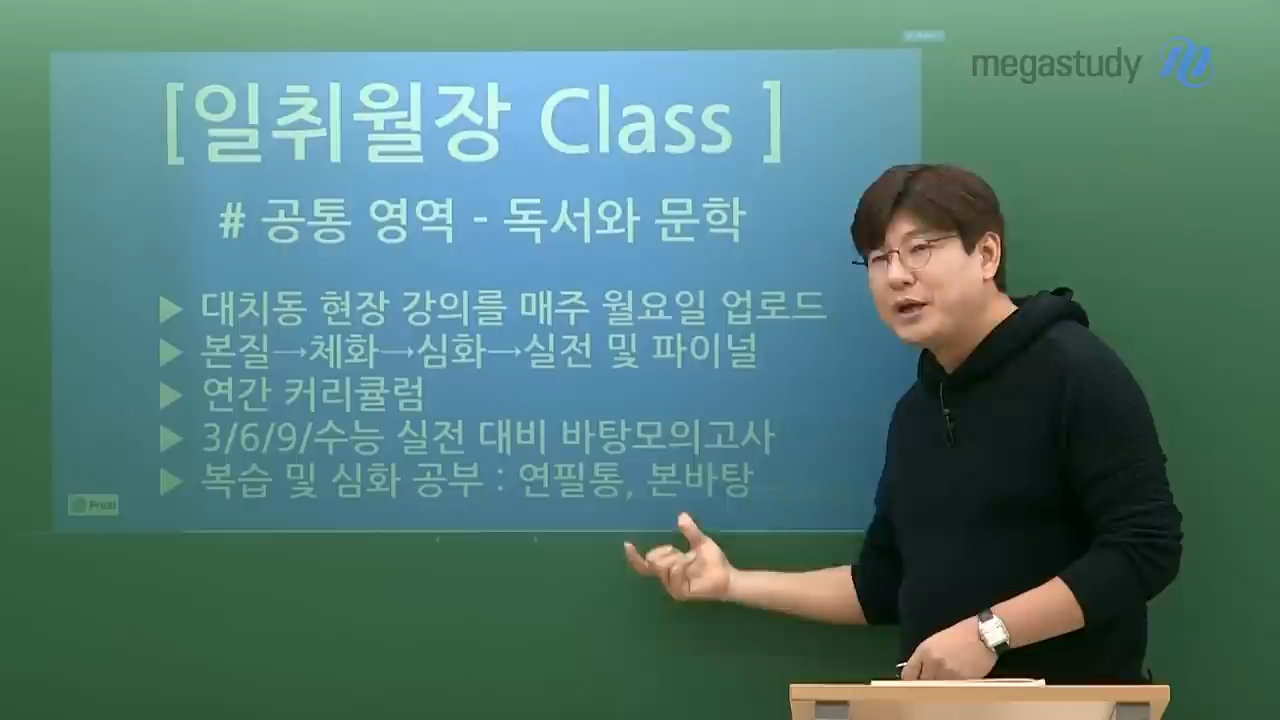 megastudy
[일취월장 Class ]
# 공통 영역 - 독서와 문학
▶ 대치동 현장 강의를 매주 월요일 업로드
▶ 본질→체화→심화→실전 및 파이널
▶ 연간 커리큘럼
▶ 3/6/9/수능 실전 대비 바탕모의고사
▶ 복습 및 심화 공부 : 연필통, 본바탕